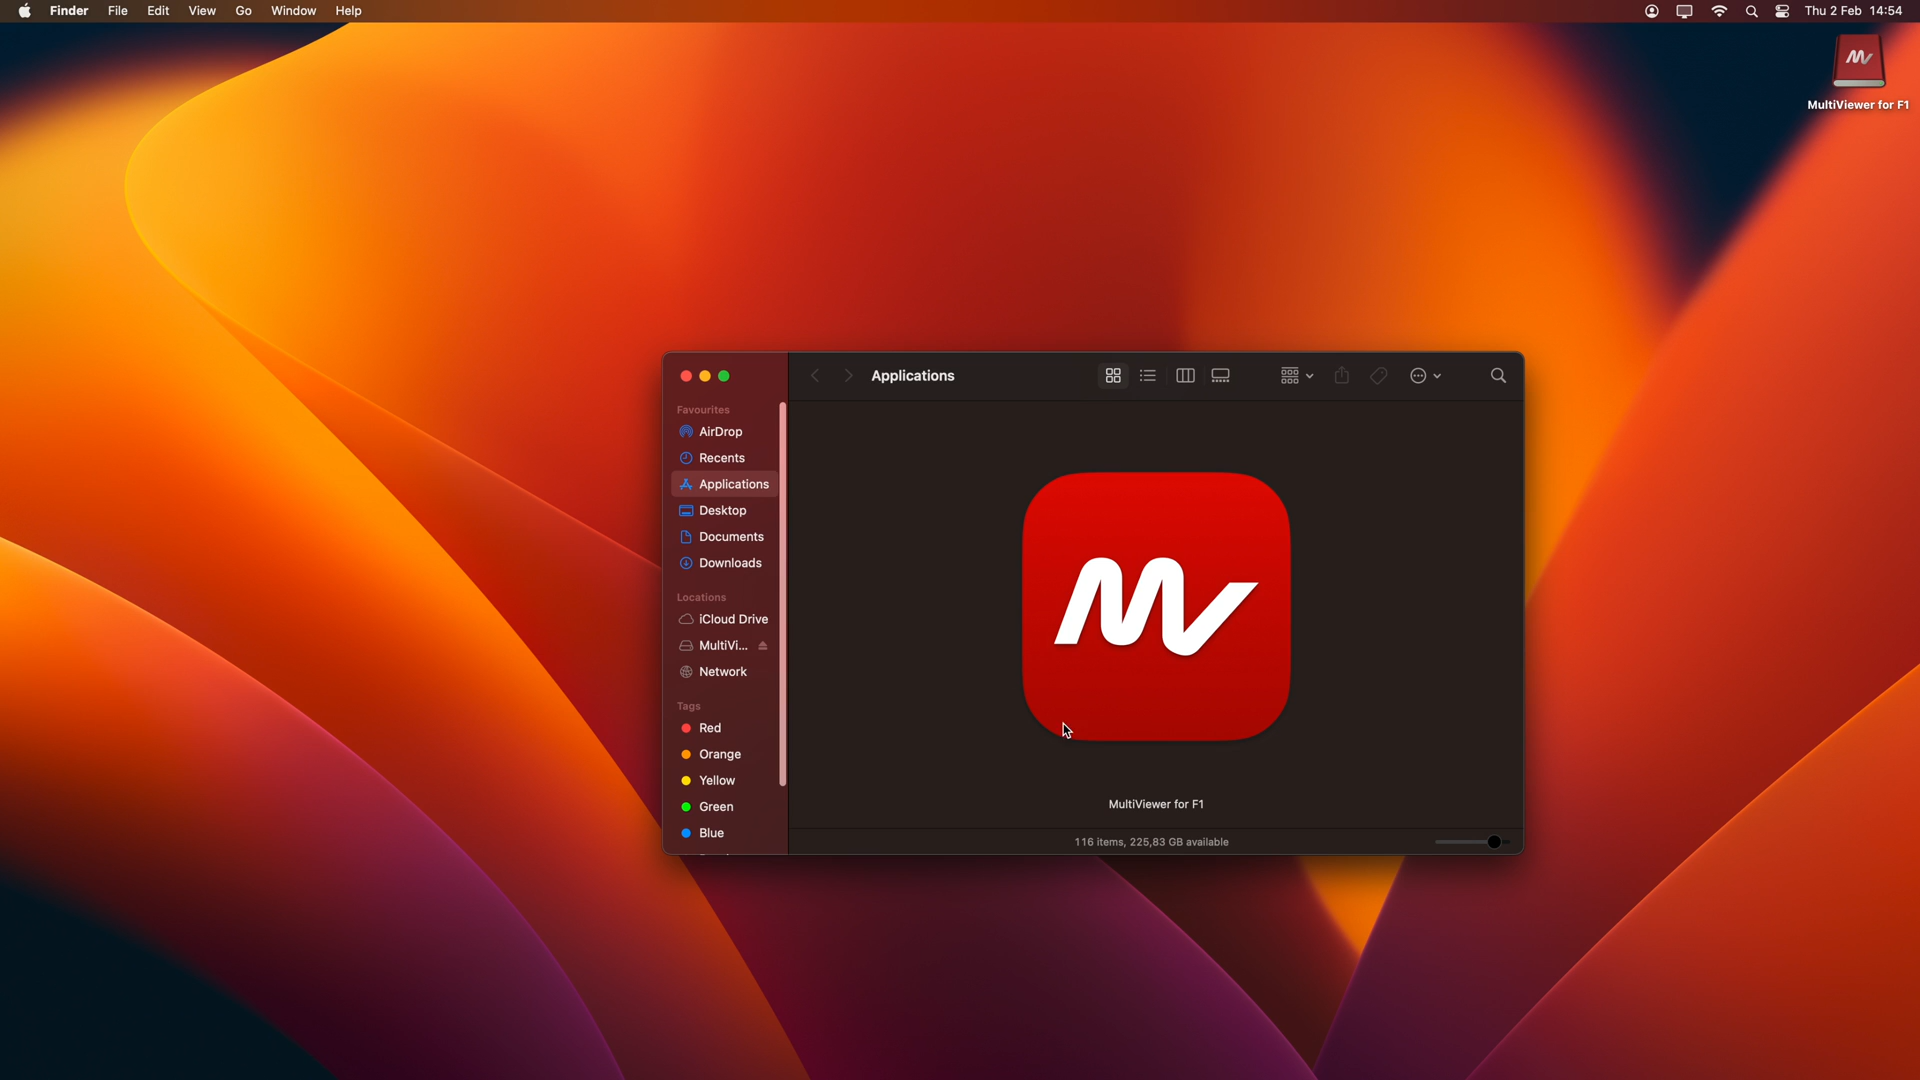 Finder File Edit View Go Window Help
Thu 2 Feb 14:54
MultiViewer for F1
Applications
Favourites
AirDrop
Recents
Applications
Desktop
Documents
Downloads
Locations
iCloud Drive
MultiVi...
Network
Tags
Red
Orange
Yellow
Green
Blue
MultiViewer for F1
116 items, 225,83 GB available